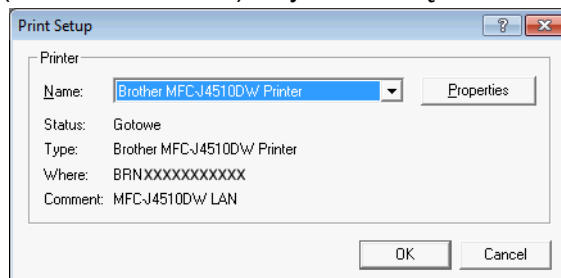 Print Setup
Printer
Name: Brother MFC-J4510DW Printer Properties
Status: Gotowe
Type: Brother MFC-J4510DW Printer
Where: BRNXXXXXXXXXXX
Comment: MFC-J4510DW LAN
OK Cancel